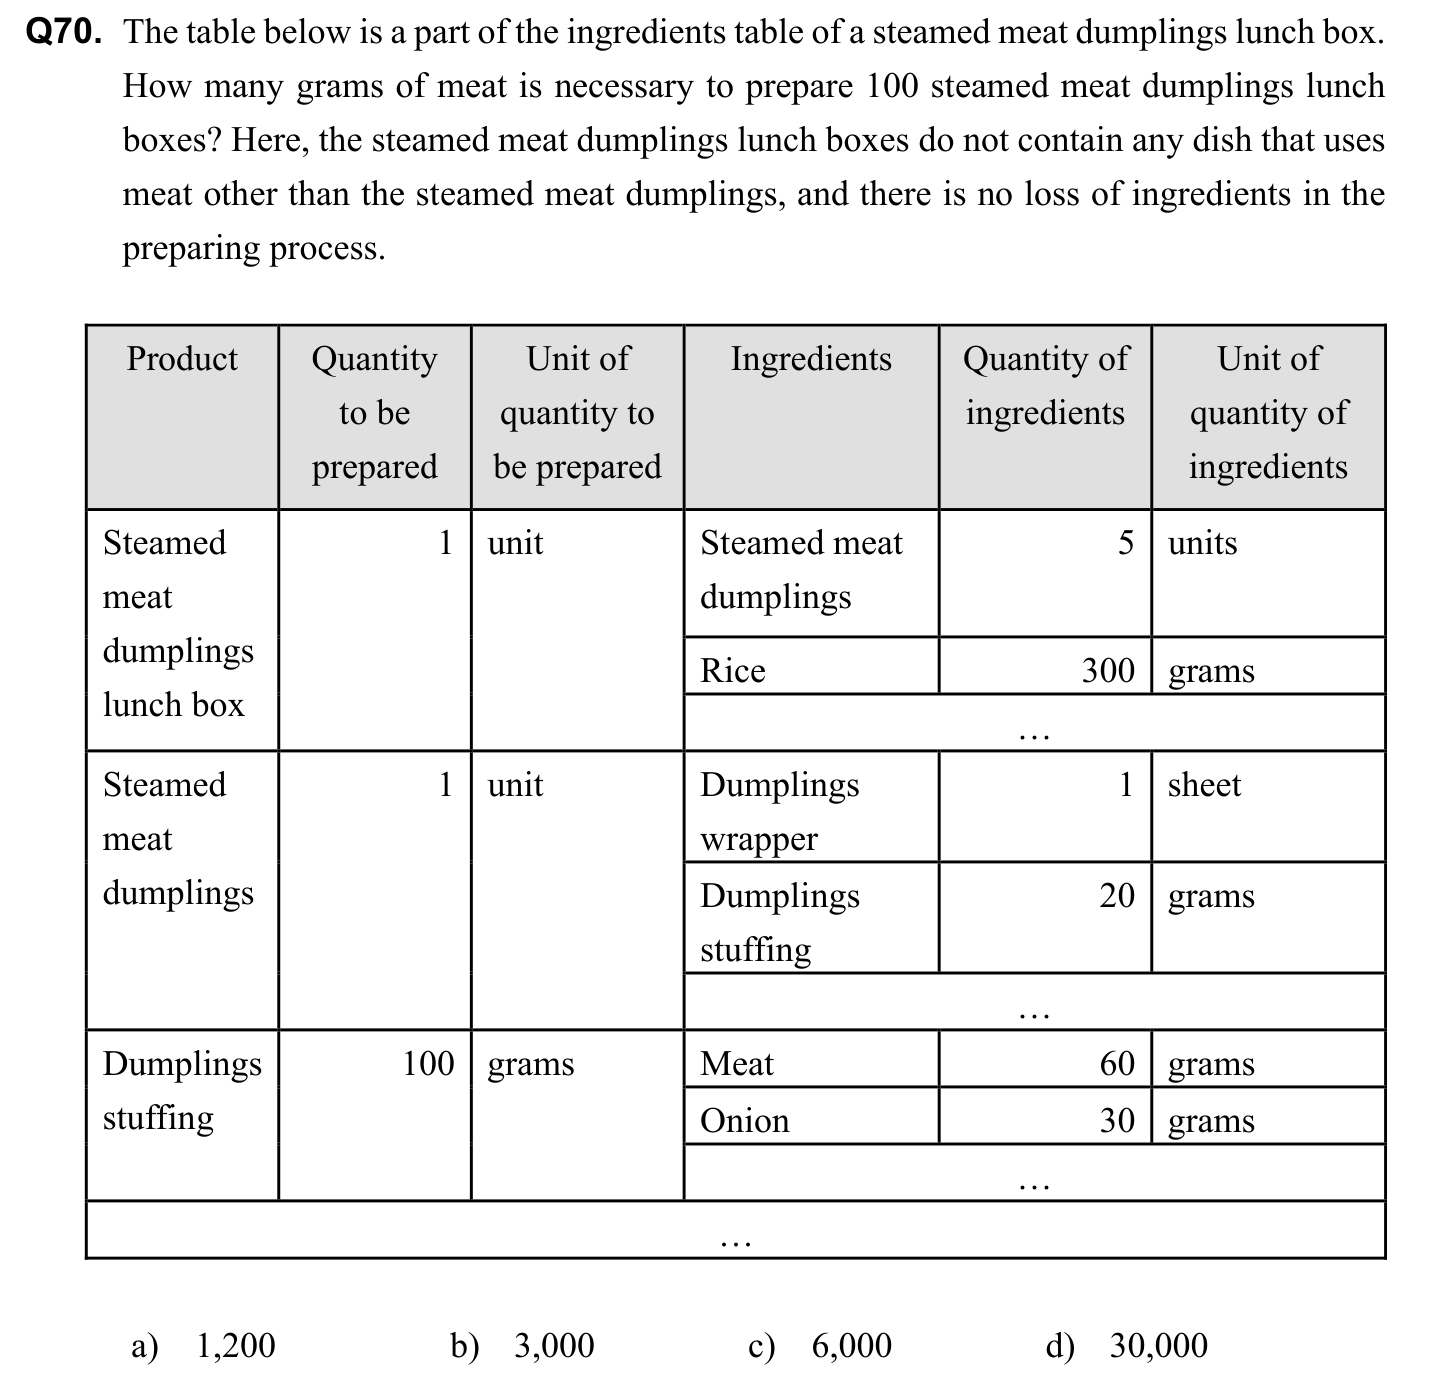 Q70. The table below is a part of the ingredients table of a steamed meat dumplings lunch box.
How many grams of meat is necessary to prepare 100 steamed meat dumplings lunch
boxes? Here, the steamed meat dumplings lunch boxes do not contain any dish that uses
meat other than the steamed meat dumplings, and there is no loss of ingredients in the
preparing process.
Product
Quantity
to be
prepared
Unit of
quantity to
be prepared
Ingredients
Quantity of
ingredients
Unit of
quantity of
ingredients
Steamed
meat
dumplings
lunch box
1
unit
Steamed meat
dumplings
5
units
Rice
300
grams
…
Steamed
meat
dumplings
1
unit
Dumplings
wrapper
1
sheet
Dumplings
stuffing
20
grams
…
Dumplings
stuffing
100
grams
Meat
60
grams
Onion
30
grams
…
…
a) 1,200 b) 3,000 c) 6,000 d) 30,000